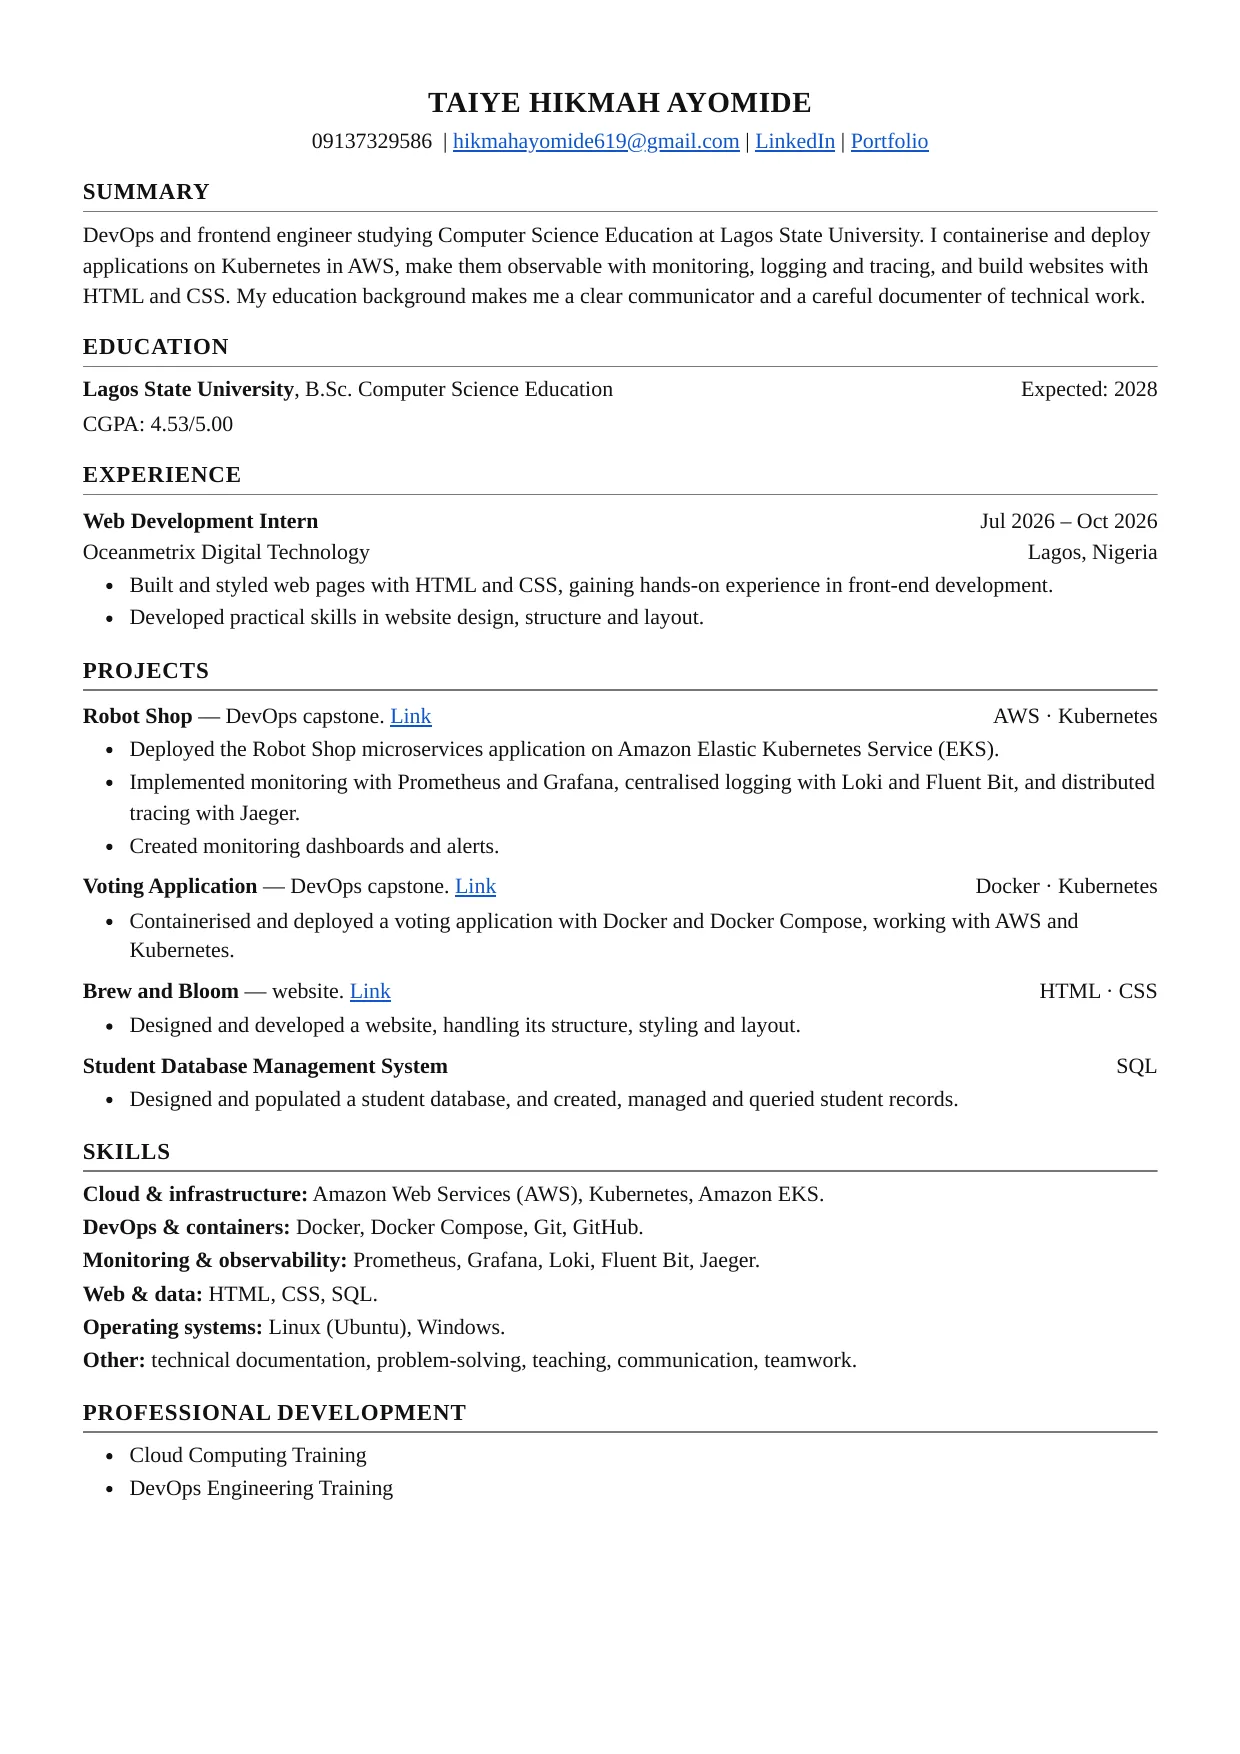 TAIYE HIKMAH AYOMIDE
09137329586 | hikmahayomide619@gmail.com | LinkedIn | Portfolio
SUMMARY
DevOps and frontend engineer studying Computer Science Education at Lagos State University. I containerise and deploy
applications on Kubernetes in AWS, make them observable with monitoring, logging and tracing, and build websites with
HTML and CSS. My education background makes me a clear communicator and a careful documenter of technical work.
EDUCATION
Lagos State University, B.Sc. Computer Science Education Expected: 2028
CGPA: 4.53/5.00
EXPERIENCE
Web Development Intern Jul 2026 – Oct 2026
Oceanmetrix Digital Technology Lagos, Nigeria
• Built and styled web pages with HTML and CSS, gaining hands-on experience in front-end development.
• Developed practical skills in website design, structure and layout.
PROJECTS
Robot Shop — DevOps capstone. Link AWS · Kubernetes
• Deployed the Robot Shop microservices application on Amazon Elastic Kubernetes Service (EKS).
• Implemented monitoring with Prometheus and Grafana, centralised logging with Loki and Fluent Bit, and distributed
tracing with Jaeger.
• Created monitoring dashboards and alerts.
Voting Application — DevOps capstone. Link Docker · Kubernetes
• Containerised and deployed a voting application with Docker and Docker Compose, working with AWS and
Kubernetes.
Brew and Bloom — website. Link HTML · CSS
• Designed and developed a website, handling its structure, styling and layout.
Student Database Management System SQL
• Designed and populated a student database, and created, managed and queried student records.
SKILLS
Cloud & infrastructure: Amazon Web Services (AWS), Kubernetes, Amazon EKS.
DevOps & containers: Docker, Docker Compose, Git, GitHub.
Monitoring & observability: Prometheus, Grafana, Loki, Fluent Bit, Jaeger.
Web & data: HTML, CSS, SQL.
Operating systems: Linux (Ubuntu), Windows.
Other: technical documentation, problem-solving, teaching, communication, teamwork.
PROFESSIONAL DEVELOPMENT
• Cloud Computing Training
• DevOps Engineering Training